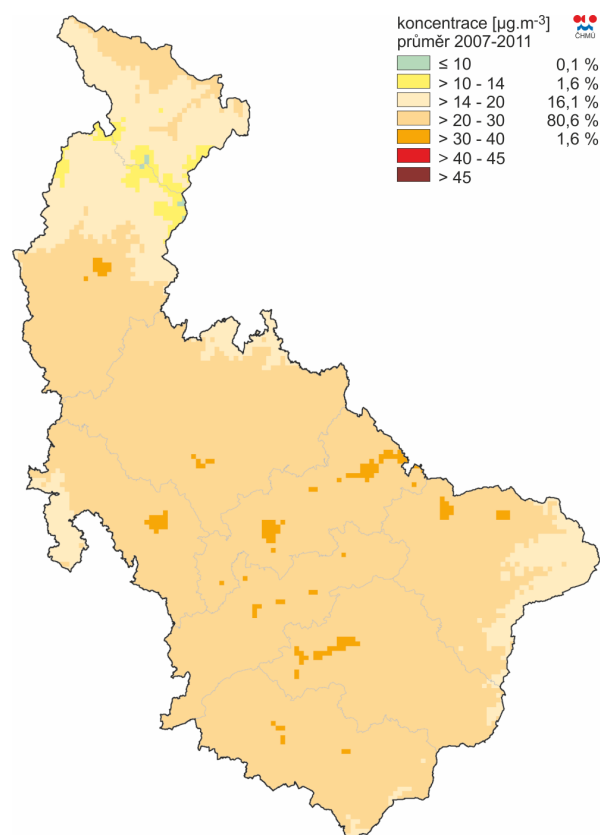 koncentrace [µg.m-3]
průměr 2007-2011
ČHMÚ
≤ 10 0,1 %
> 10 - 14 1,6 %
> 14 - 20 16,1 %
> 20 - 30 80,6 %
> 30 - 40 1,6 %
> 40 - 45
> 45